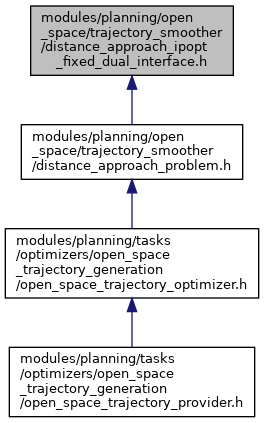 modules/planning/open
_space/trajectory_smoother
/distance_approach_ipopt
_fixed_dual_interface.h
modules/planning/open
_space/trajectory_smoother
/distance_approach_problem.h
modules/planning/tasks
/optimizers/open_space
_trajectory_generation
/open_space_trajectory_optimizer.h
modules/planning/tasks
/optimizers/open_space
_trajectory_generation
/open_space_trajectory_provider.h